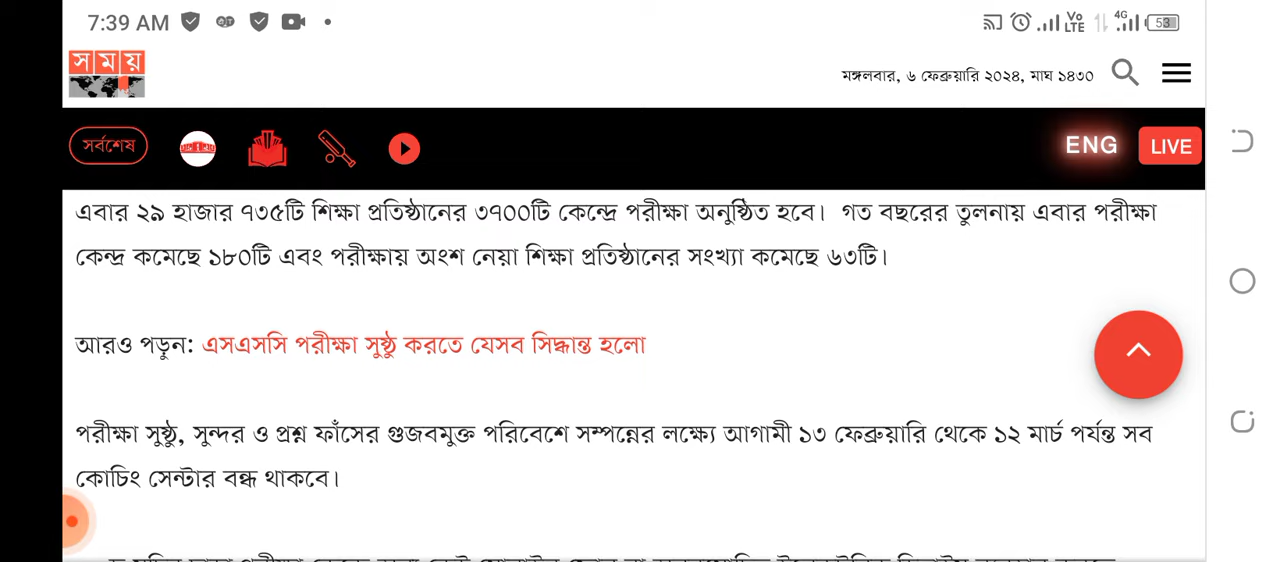 7:39 AM
Vo LTE 4G 53
সময়
মঙ্গলবার, ৬ ফেব্রুয়ারি ২০২৪, মাঘ ১৪৩০
সর্বশেষ
ENG LIVE
এবার ২৯ হাজার ৭৩৫টি শিক্ষা প্রতিষ্ঠানের ৩৭০০টি কেন্দ্রে পরীক্ষা অনুষ্ঠিত হবে। গত বছরের তুলনায় এবার পরীক্ষা
কেন্দ্র কমেছে ১৮০টি এবং পরীক্ষায় অংশ নেয়া শিক্ষা প্রতিষ্ঠানের সংখ্যা কমেছে ৬৩টি।
আরও পড়ুন: এসএসসি পরীক্ষা সুষ্ঠু করতে যেসব সিদ্ধান্ত হলো
পরীক্ষা সুষ্ঠু, সুন্দর ও প্রশ্ন ফাঁসের গুজবমুক্ত পরিবেশে সম্পন্নের লক্ষ্যে আগামী ১৩ ফেব্রুয়ারি থেকে ১২ মার্চ পর্যন্ত সব
কোচিং সেন্টার বন্ধ থাকবে।